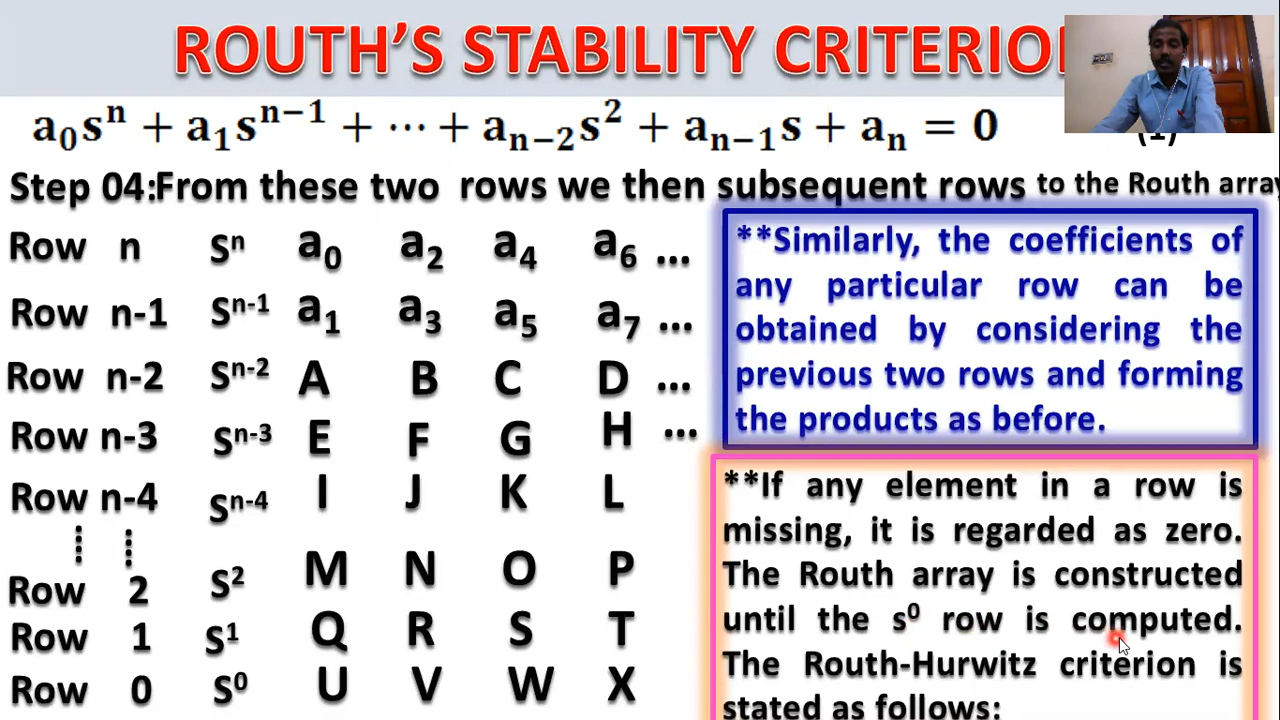 ROUTH'S STABILITY CRITERIO
a₀sⁿ + a₁sⁿ⁻¹ + ⋯ + aₙ₋₂s² + aₙ₋₁s + aₙ = 0
Step 04:From these two rows we then subsequent rows to the Routh array
Row n Sⁿ a₀ a₂ a₄ a₆ ...
Row n-1 Sⁿ⁻¹ a₁ a₃ a₅ a₇ ...
Row n-2 Sⁿ⁻² A B C D ...
Row n-3 Sⁿ⁻³ E F G H ...
Row n-4 Sⁿ⁻⁴ I J K L
Row 2 S² M N O P
Row 1 S¹ Q R S T
Row 0 S⁰ U V W X
**Similarly, the coefficients of
any particular row can be
obtained by considering the
previous two rows and forming
the products as before.
**If any element in a row is
missing, it is regarded as zero.
The Routh array is constructed
until the s⁰ row is computed.
The Routh-Hurwitz criterion is
stated as follows: